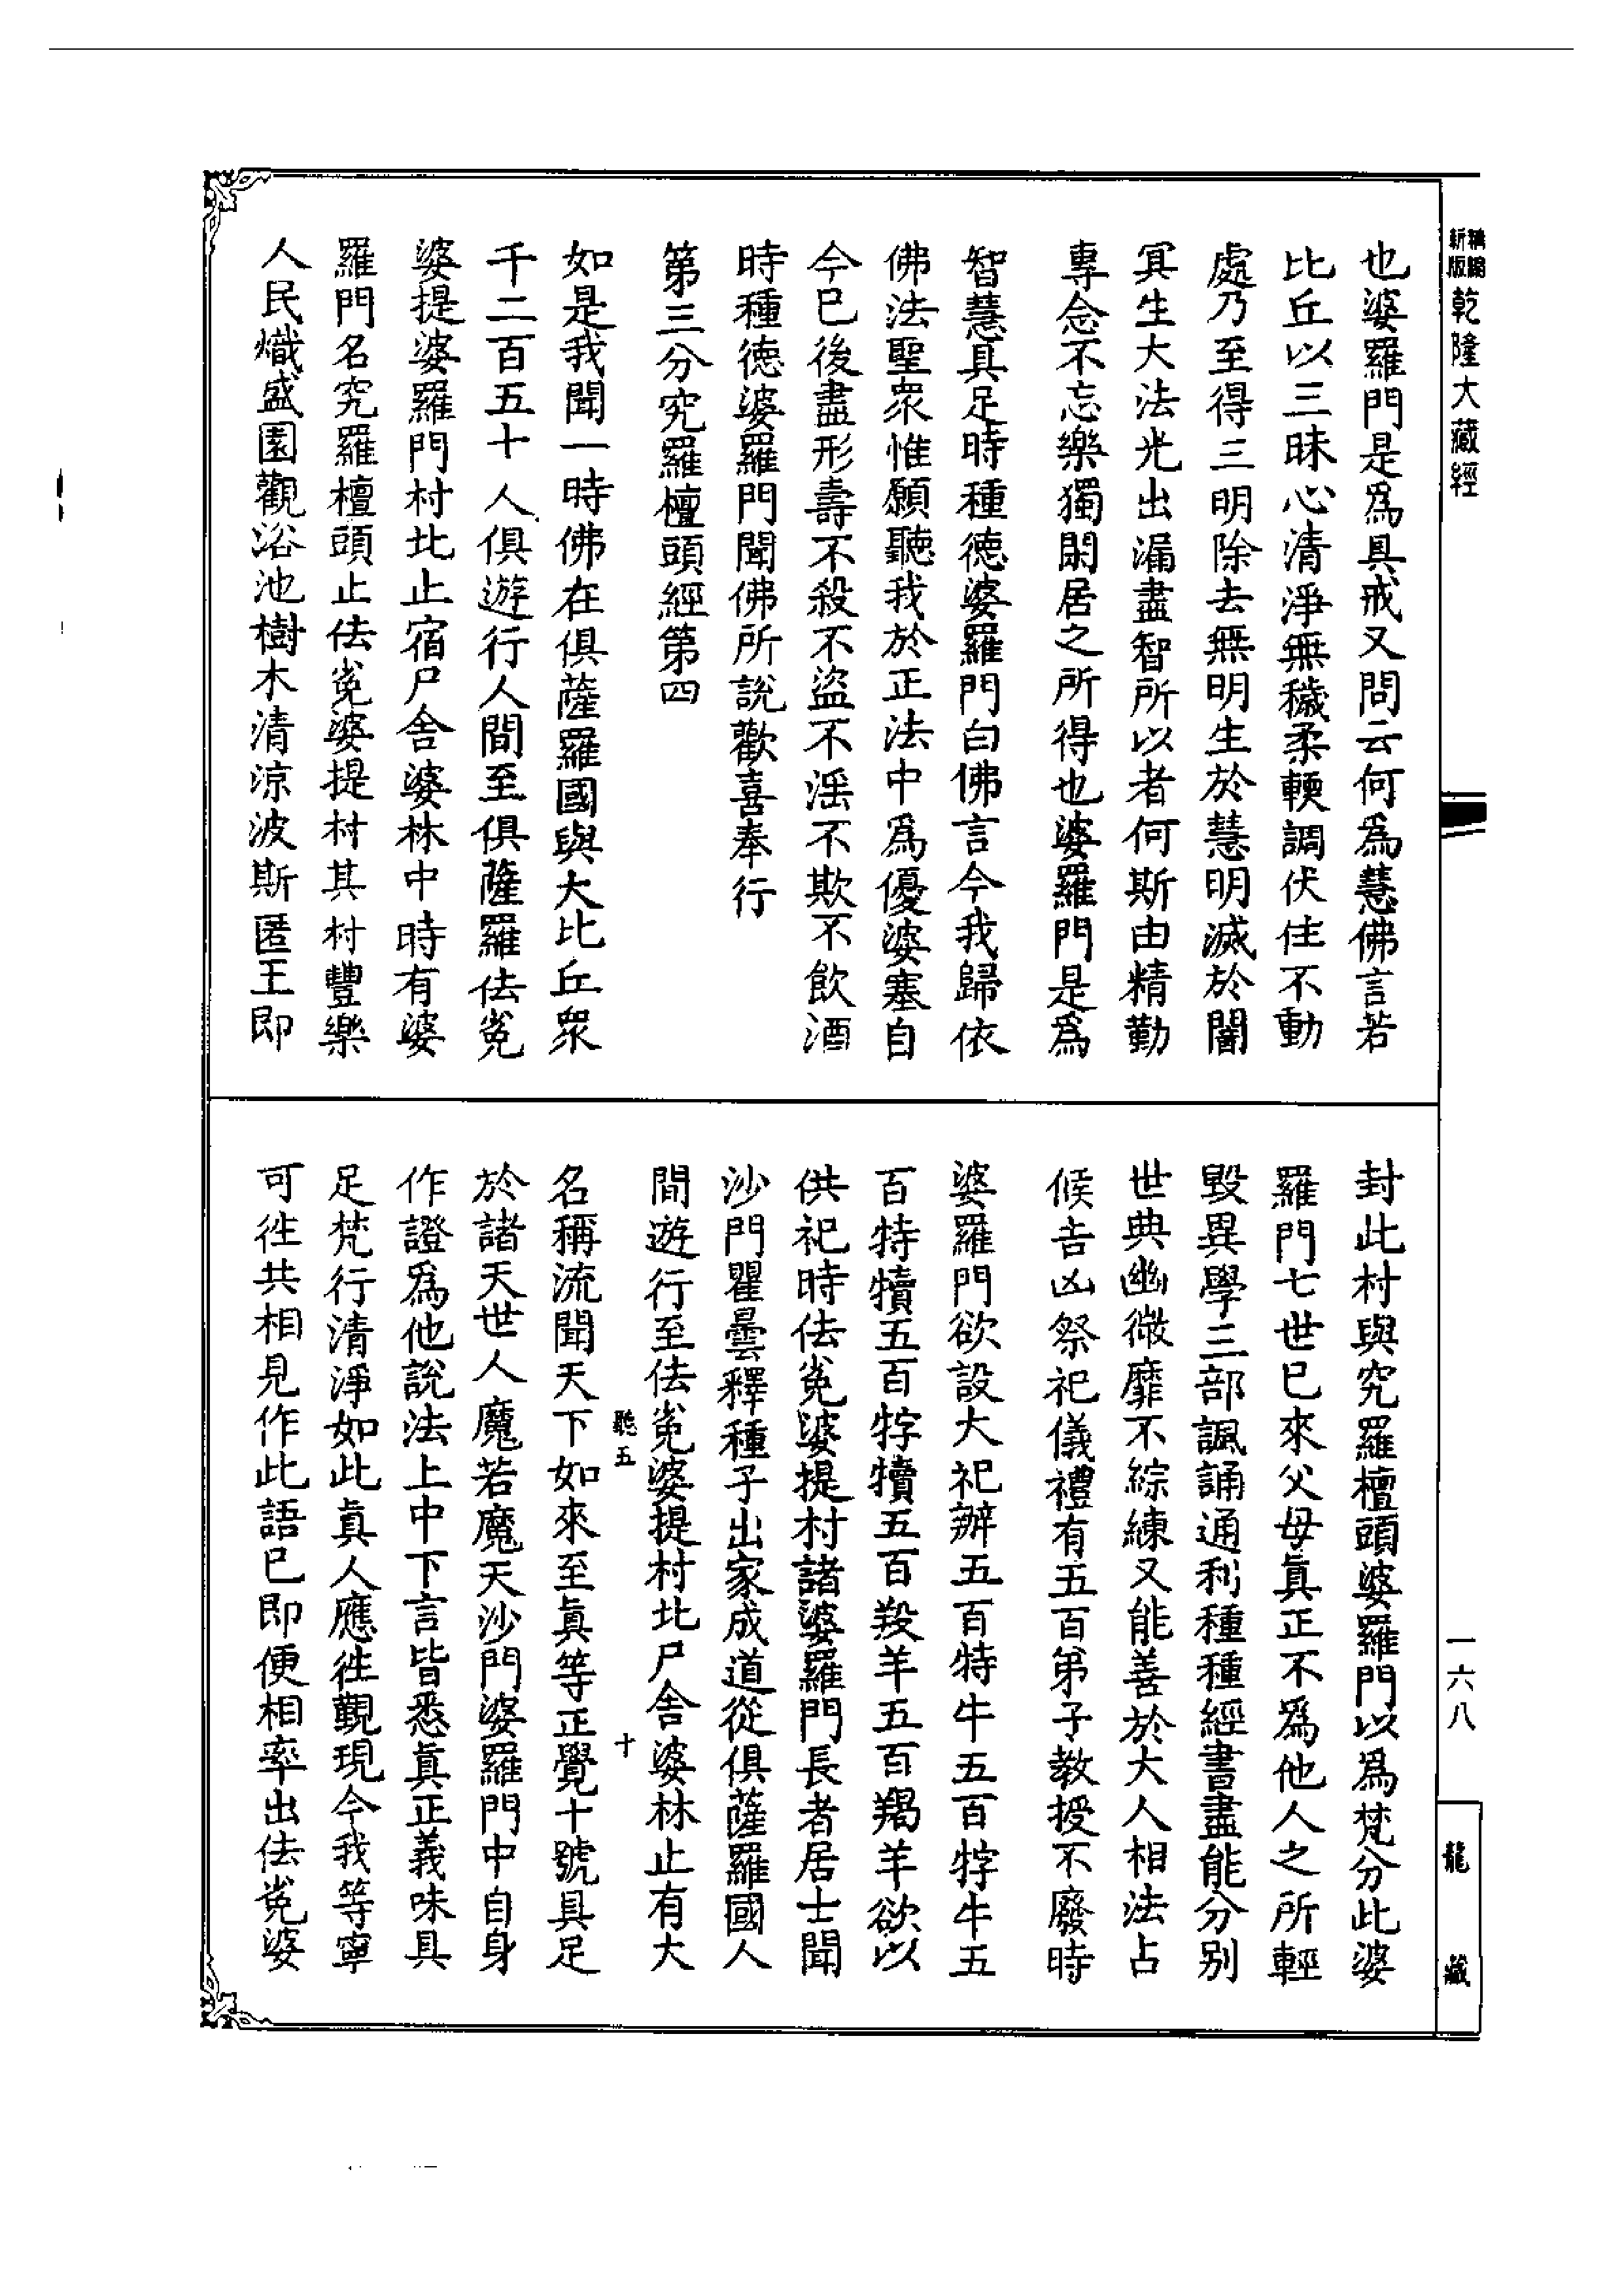 新版
精縮
乾隆大藏經
一六八
龍藏
也婆羅門是爲具戒又問云何爲慧佛言若
比丘以三昧心清淨無穢柔輭調伏住不動
處乃至得三明除去無明生於慧明滅於闇
冥生大法光出漏盡智所以者何斯由精勤
專念不忘樂獨閑居之所得也婆羅門是爲
智慧具足時種德婆羅門白佛言今我歸依
佛法聖衆惟願聽我於正法中爲優婆塞自
今已後盡形壽不殺不盜不滛不欺不飲酒
時種德婆羅門聞佛所說歡喜奉行
第三分究羅檀頭經第四
如是我聞一時佛在俱薩羅國與大比丘衆
千二百五十人俱遊行人間至俱薩羅佉㝹
婆提婆羅門村北止宿尸舍婆林中時有婆
羅門名究羅檀頭止佉㝹婆提村其村豐樂
人民熾盛園觀浴池樹木清涼波斯匿王即
封此村與究羅檀頭婆羅門以爲梵分此婆
羅門七世已來父母眞正不爲他人之所輕
毀異學三部諷誦通利種種經書盡能分別
世典幽微靡不綜練又能善於大人相法占
候吉凶祭祀儀禮有五百弟子教授不廢時
婆羅門欲設大祀辦五百特牛五百牸牛五
百特犢五百牸犢五百羖羊五百羯羊欲以
供祀時佉㝹婆提村諸婆羅門長者居士聞
沙門瞿曇釋種子出家成道從俱薩羅國人
間遊行至佉㝹婆提村北尸舍婆林止有大
聽五
十
名稱流聞天下如來至眞等正覺十號具足
於諸天世人魔若魔天沙門婆羅門中自身
作證爲他說法上中下言皆悉眞正義味具
足梵行清淨如此眞人應徃覲現今我等寧
可徃共相見作此語已即便相率出佉㝹婆